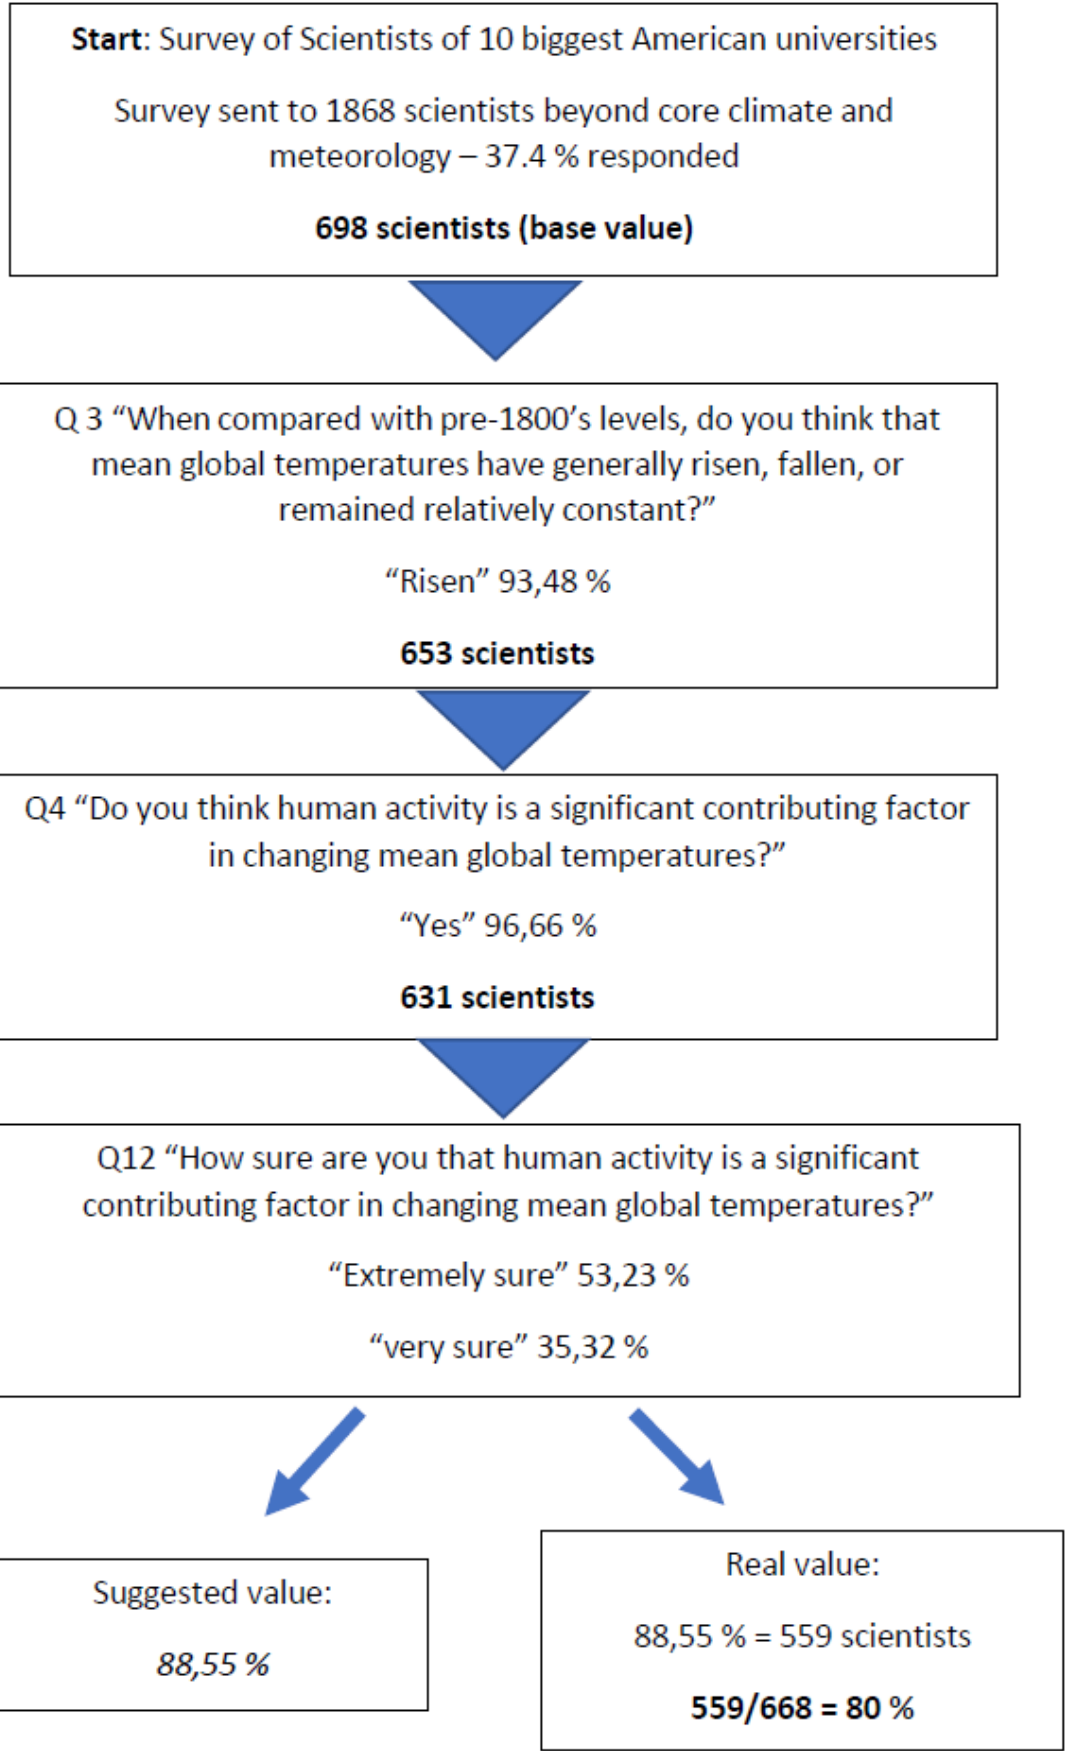 Start: Survey of Scientists of 10 biggest American universities
Survey sent to 1868 scientists beyond core climate and
meteorology – 37.4 % responded
698 scientists (base value)
Q 3 “When compared with pre-1800’s levels, do you think that
mean global temperatures have generally risen, fallen, or
remained relatively constant?”
“Risen” 93,48 %
653 scientists
Q4 “Do you think human activity is a significant contributing factor
in changing mean global temperatures?”
“Yes” 96,66 %
631 scientists
Q12 “How sure are you that human activity is a significant
contributing factor in changing mean global temperatures?”
“Extremely sure” 53,23 %
“very sure” 35,32 %
Suggested value:
88,55 %
Real value:
88,55 % = 559 scientists
559/668 = 80 %